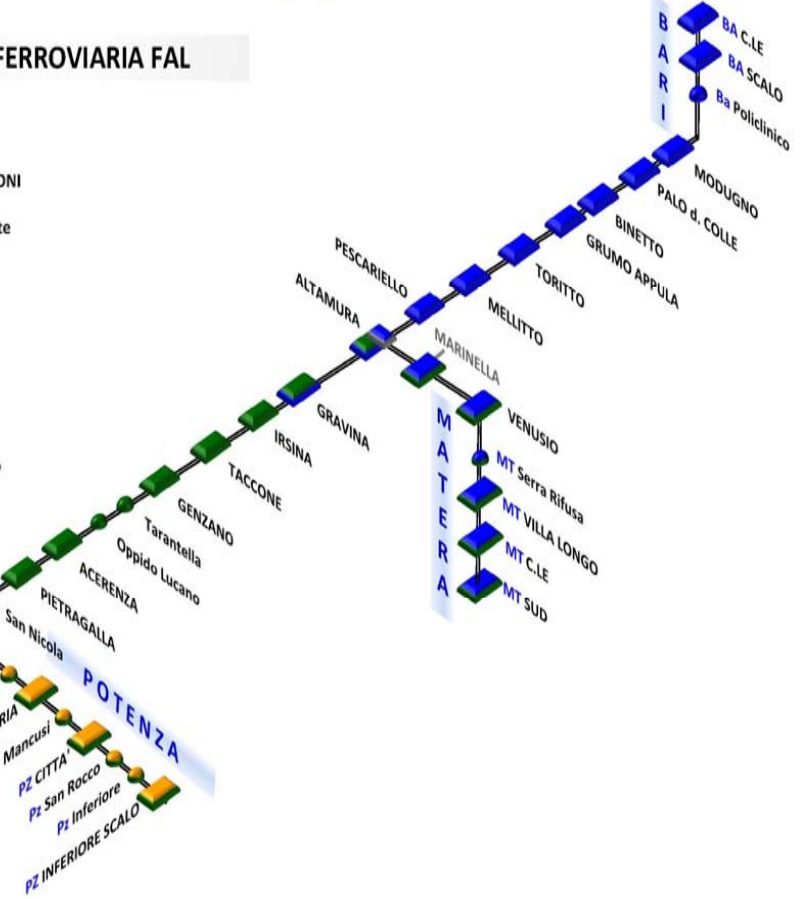 FERROVIARIA FAL
BARI
BA C.LE
BA SCALO
Ba Policlinico
ONI
te
MODUGNO
PALO d. COLLE
BINETTO
GRUMO APPULA
TORITTO
MELLITTO
PESCARIELLO
ALTAMURA
MARINELLA
GRAVINA
IRSINA
TACCONE
GENZANO
Tarantella
Oppido Lucano
ACERENZA
PIETRAGALLA
San Nicola
MATERA
VENUSIO
MT Serra Rifusa
MT VILLA LONGO
MT C.LE
MT SUD
POTENZA
RIA
Mancusi
PZ CITTA'
Pz San Rocco
Pz Inferiore
PZ INFERIORE SCALO